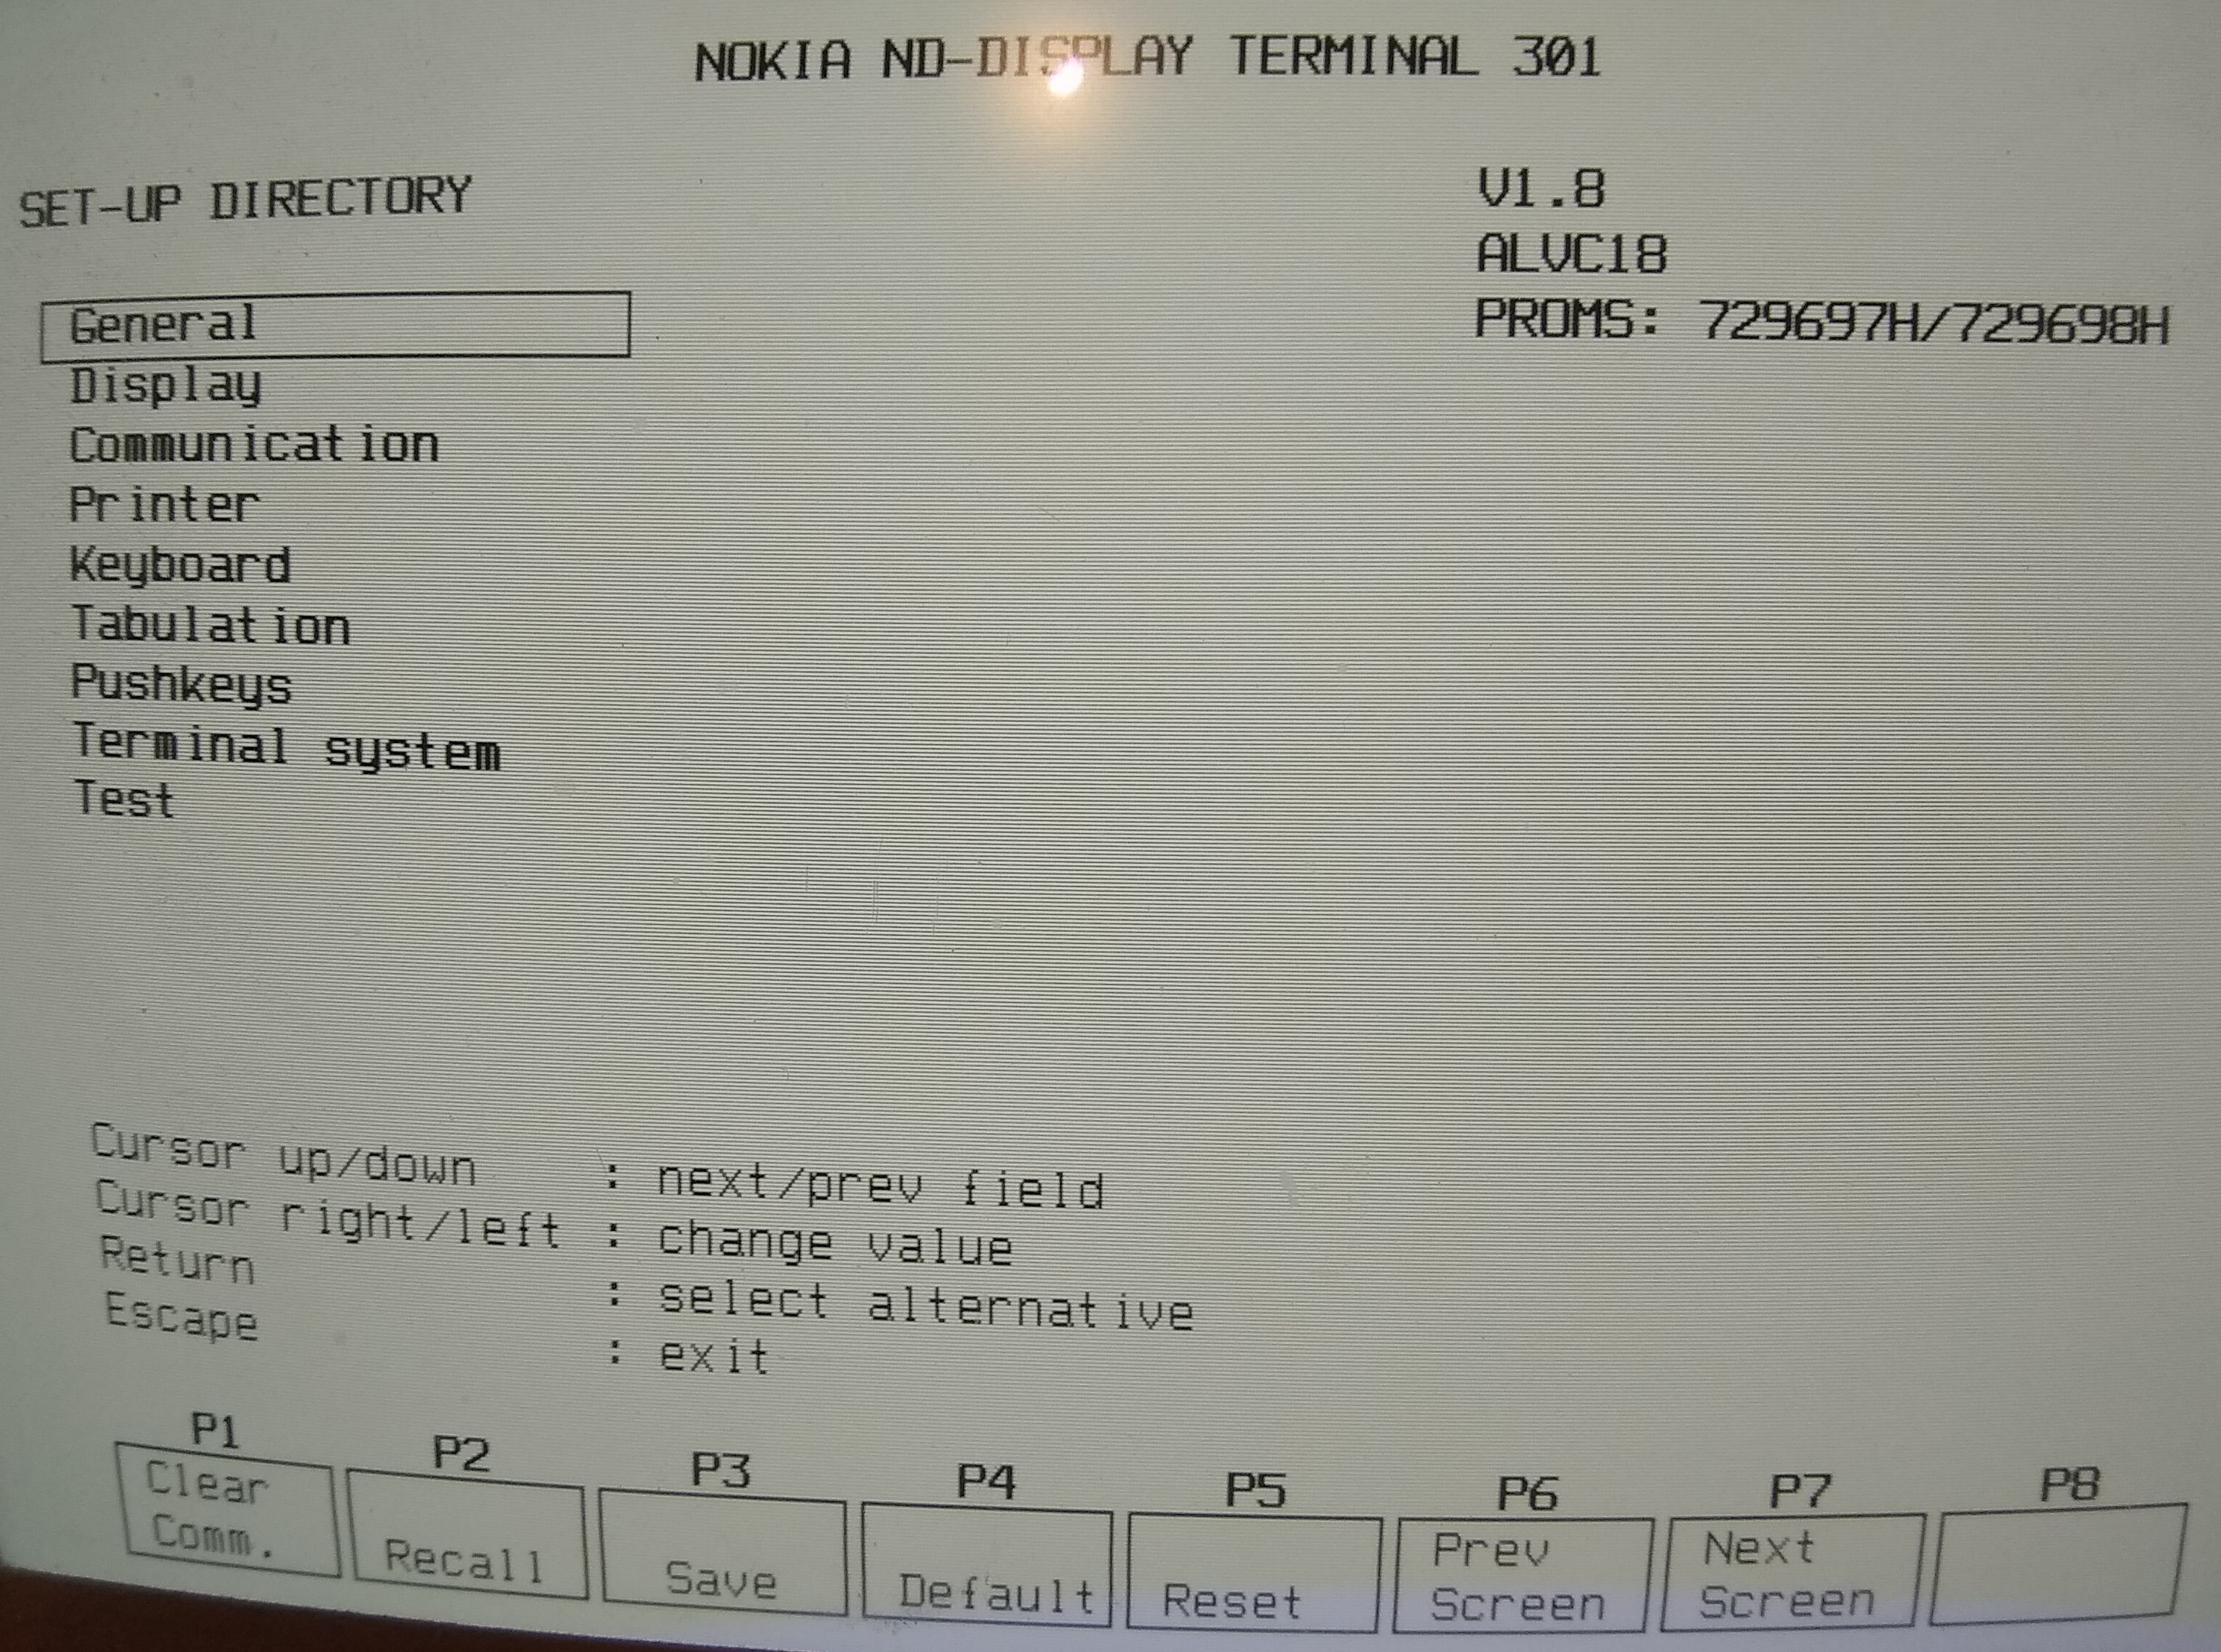 NOKIA ND-DISPLAY TERMINAL 301
SET-UP DIRECTORY
V1.8
ALVC18
PROMS: 729697H/729698H
General
Display
Communication
Printer
Keyboard
Tabulation
Pushkeys
Terminal system
Test
Cursor up/down : next/prev field
Cursor right/left : change value
Return : select alternative
Escape : exit
P1 P2 P3 P4 P5 P6 P7 P8
Clear Prev Next
Comm. Recall Save Default Reset Screen Screen